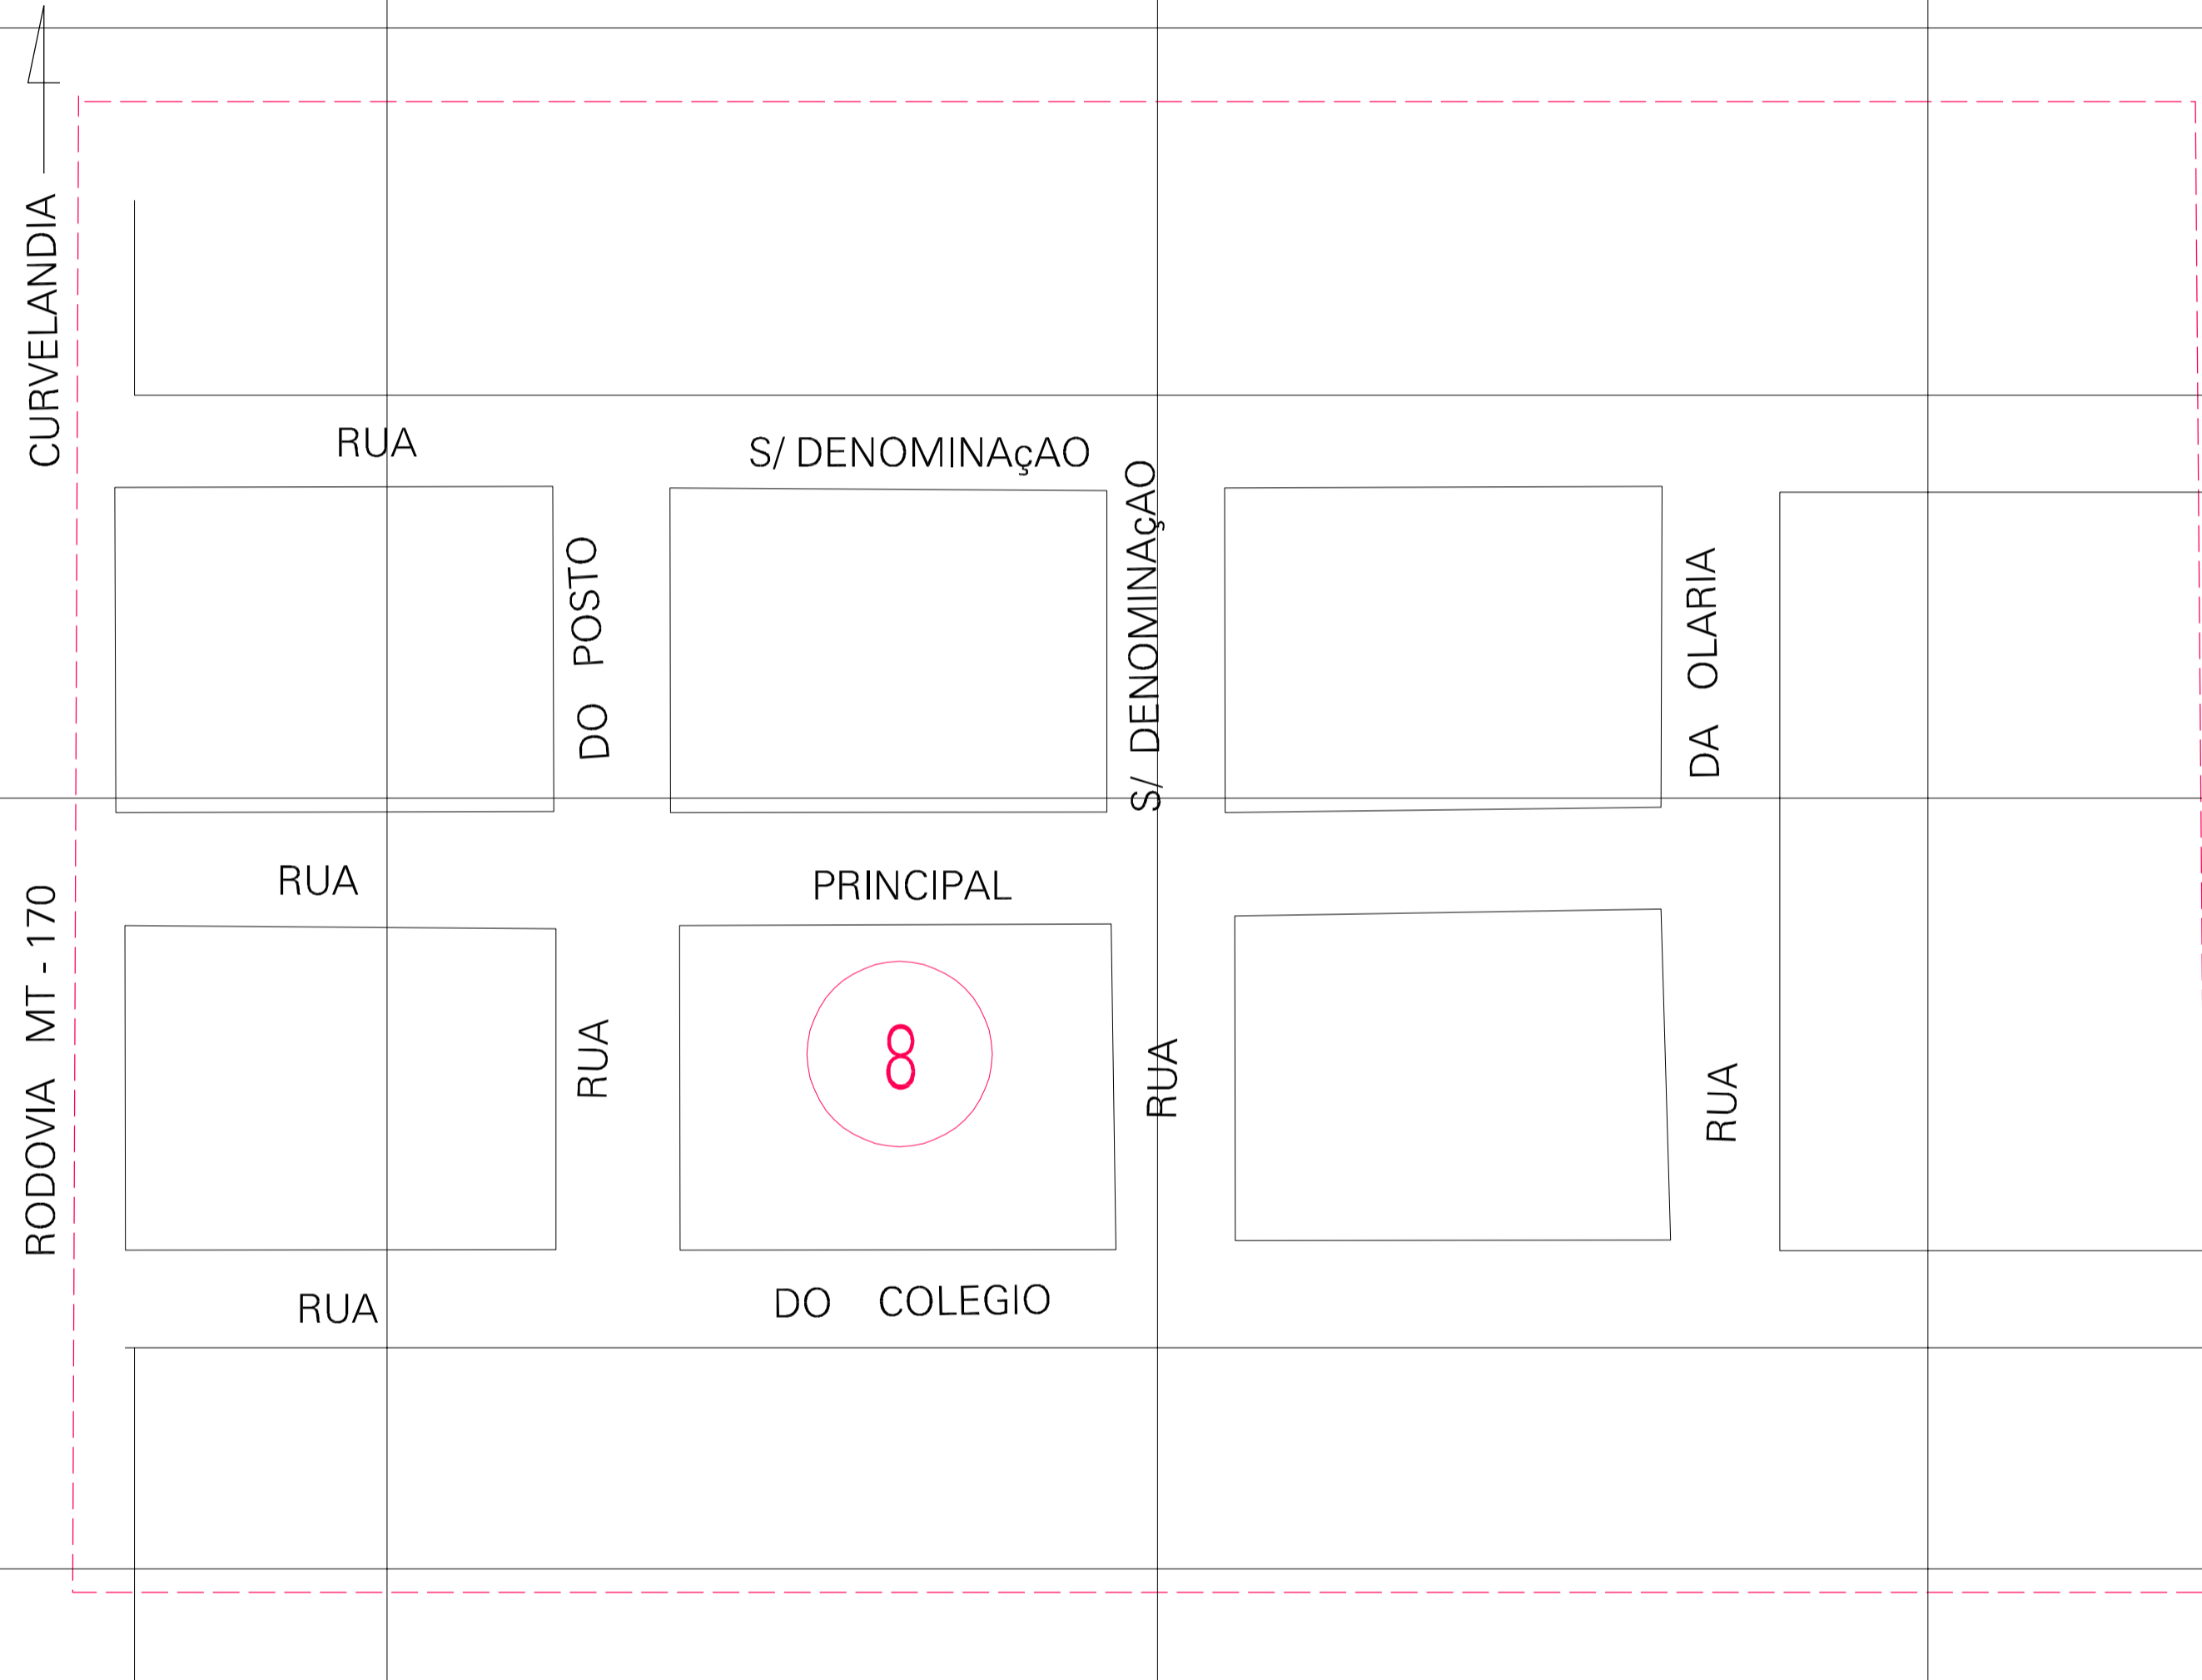 CURVELANDIA
RUA S/ DENOMINAçAO
RUA DO POSTO
RUA S/ DENOMINAçAO
RUA DA OLARIA
RUA PRINCIPAL
RODOVIA MT - 170
8
RUA DO COLEGIO